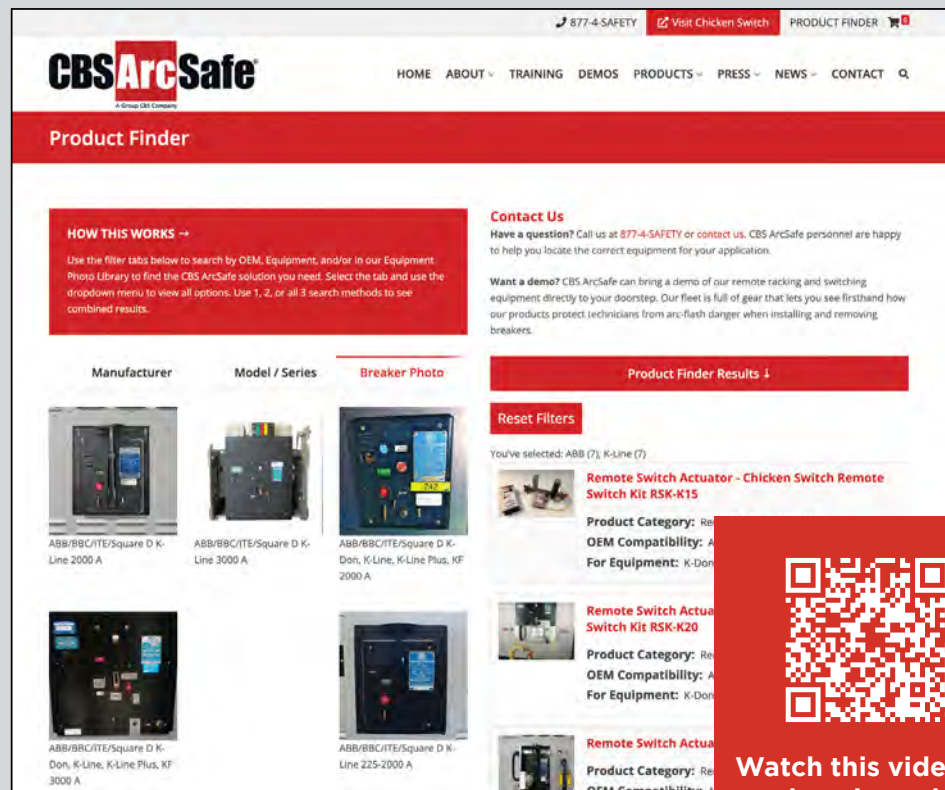 877-4-SAFETY Visit Chicken Switch PRODUCT FINDER 0
CBSArcSafe
A Group CBS Company
HOME ABOUT TRAINING DEMOS PRODUCTS PRESS NEWS CONTACT
Product Finder
HOW THIS WORKS →
Use the filter tabs below to search by OEM, Equipment, and/or in our Equipment
Photo Library to find the CBS ArcSafe solution you need. Select the tab and use the
dropdown menu to view all options. Use 1, 2, or all 3 search methods to see
combined results.
Contact Us
Have a question? Call us at 877-4-SAFETY or contact us. CBS ArcSafe personnel are happy
to help you locate the correct equipment for your application.
Want a demo? CBS ArcSafe can bring a demo of our remote racking and switching
equipment directly to your doorstep. Our fleet is full of gear that lets you see firsthand how
our products protect technicians from arc-flash danger when installing and removing
breakers.
Manufacturer Model / Series Breaker Photo
242
ABB/BBC/ITE/Square D K-
Line 2000 A
ABB/BBC/ITE/Square D K-
Line 3000 A
ABB/BBC/ITE/Square D K-
Don, K-Line, K-Line Plus, KF
2000 A
ABB/BBC/ITE/Square D K-
Don, K-Line, K-Line Plus, KF
3000 A
ABB/BBC/ITE/Square D K-
Line 225-2000 A
Product Finder Results ↓
Reset Filters
You've selected: ABB (7), K-Line (7)
Remote Switch Actuator - Chicken Switch Remote
Switch Kit RSK-K15
Product Category: Re
OEM Compatibility: A
For Equipment: K-Don
Remote Switch Actua
Switch Kit RSK-K20
Product Category: Re
OEM Compatibility: A
For Equipment: K-Don
Remote Switch Actua
Product Category: Re
Watch this vide